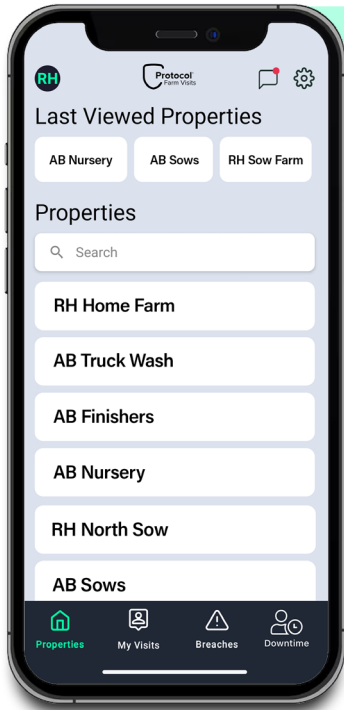 RH
Protocol
Farm Visits
Last Viewed Properties
AB Nursery
AB Sows
RH Sow Farm
Properties
Search
RH Home Farm
AB Truck Wash
AB Finishers
AB Nursery
RH North Sow
AB Sows
Properties
My Visits
Breaches
Downtime